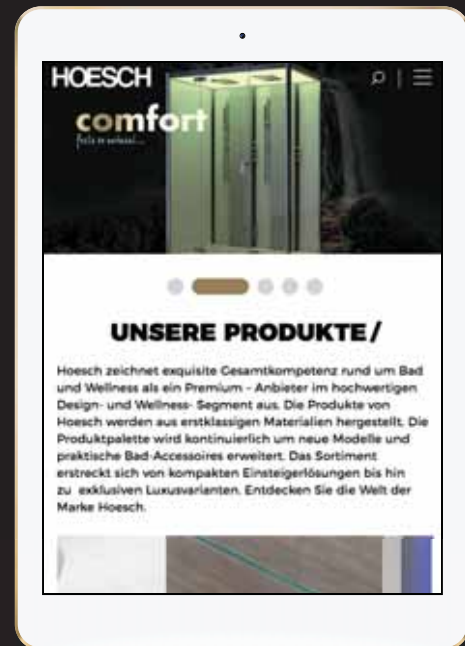 HOESCH
comfort
UNSERE PRODUKTE/
Hoesch zeichnet exquisite Gesamtkompetenz rund um Bad
und Wellness als ein Premium - Anbieter im hochwertigen
Design- und Wellness- Segment aus. Die Produkte von
Hoesch werden aus erstklassigen Materialien hergestellt. Die
Produktpalette wird kontinuierlich um neue Modelle und
praktische Bad-Accessoires erweitert. Das Sortiment
erstreckt sich von kompakten Einsteigerlösungen bis hin
zu exklusiven Luxusvarianten. Entdecken Sie die Welt der
Marke Hoesch.